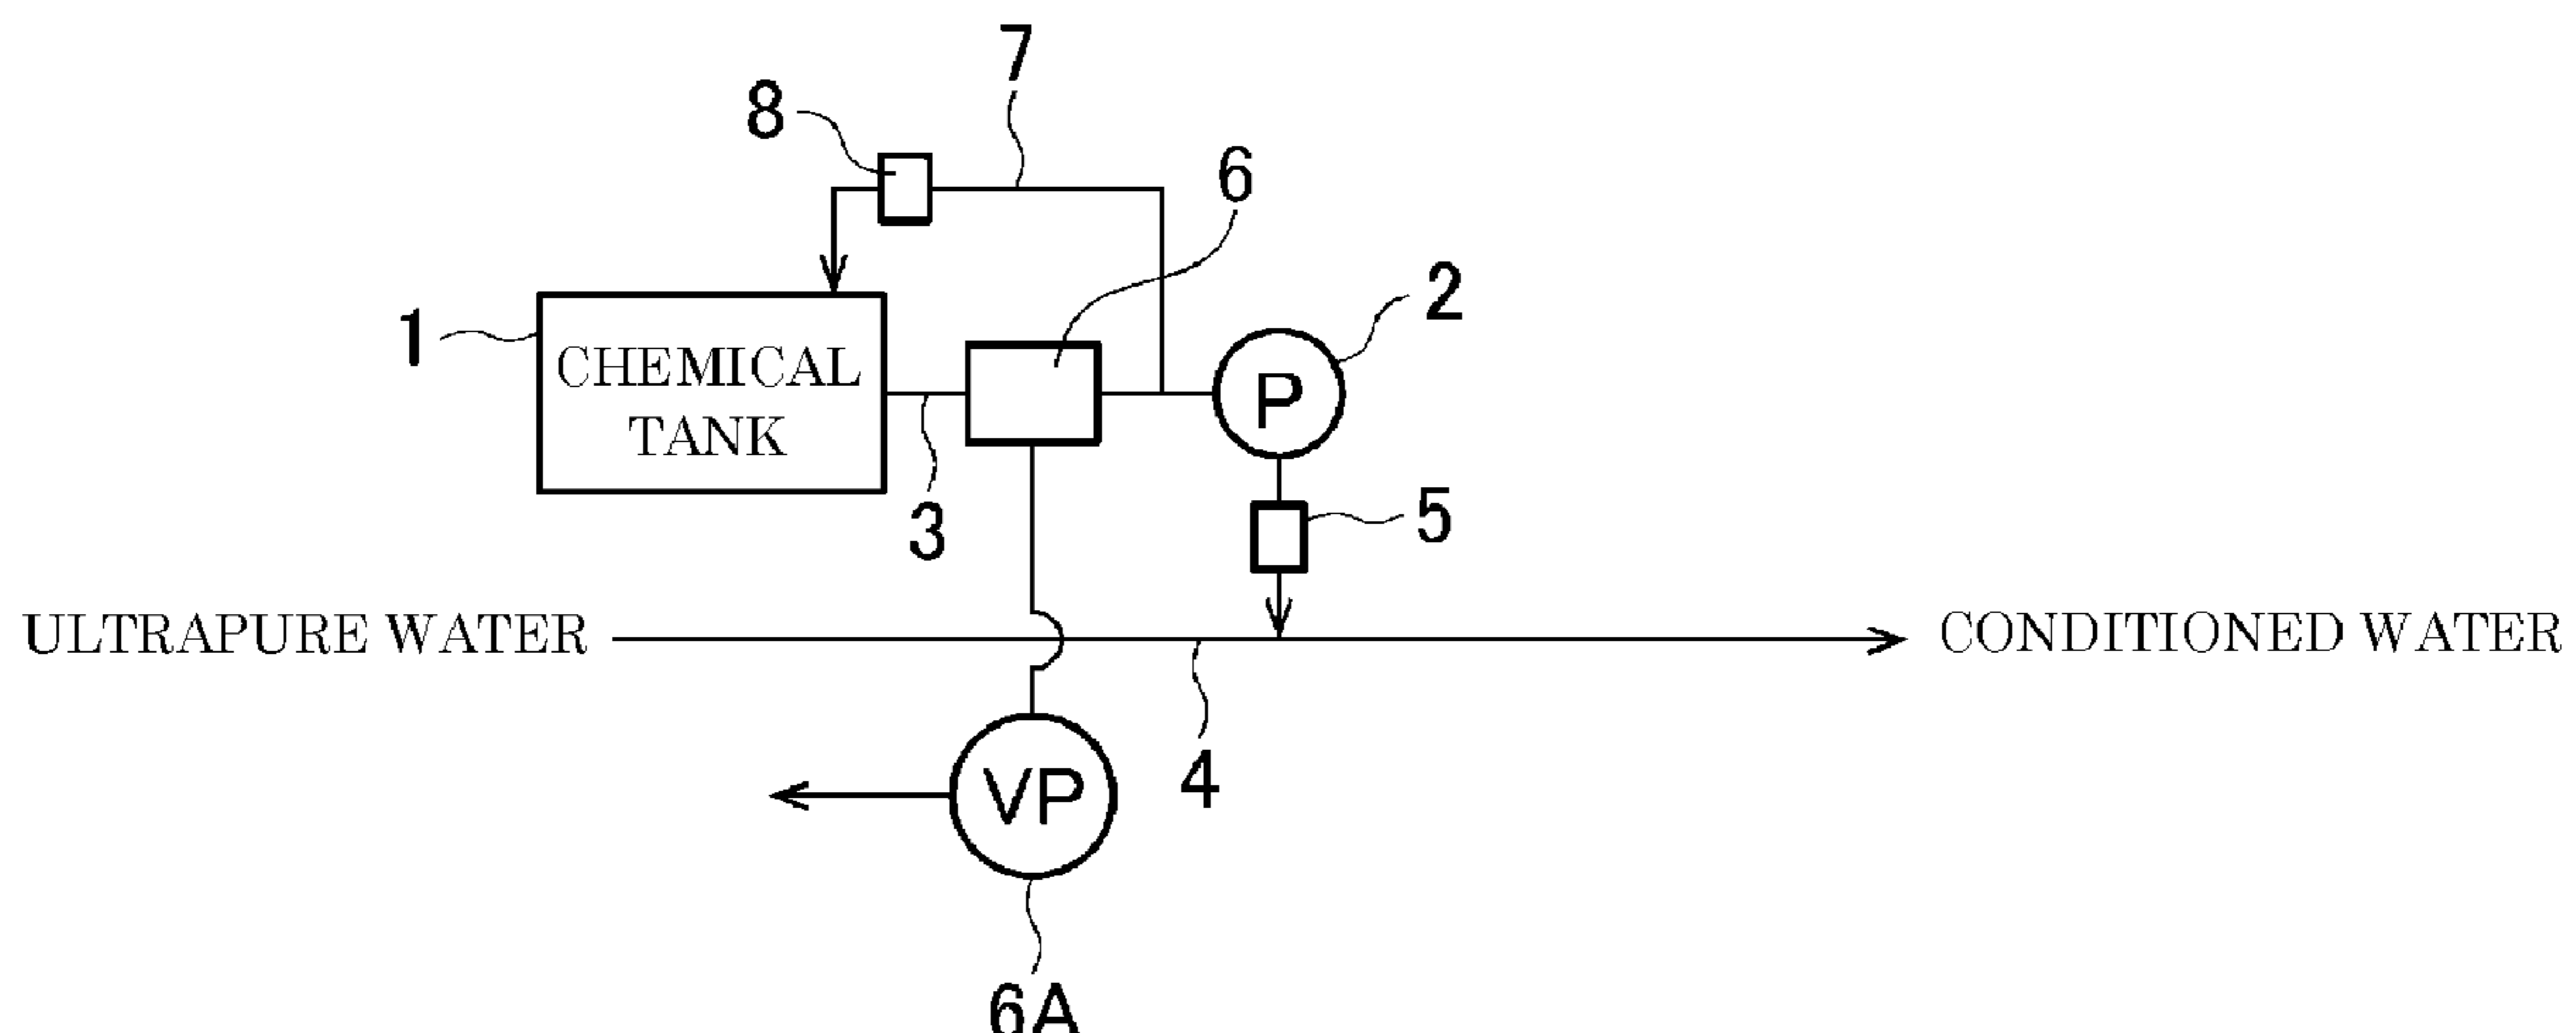 7
8
6
2
1
CHEMICAL
TANK
P
3
5
ULTRAPURE WATER
CONDITIONED WATER
4
VP
6A